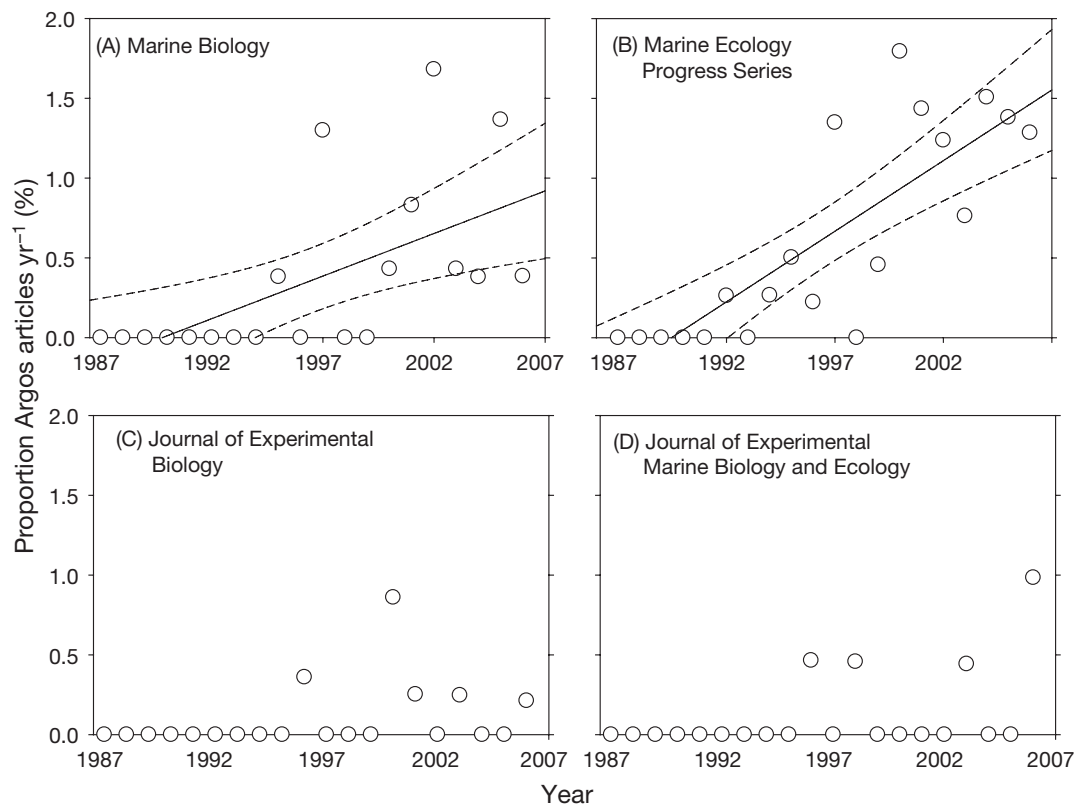 Proportion Argos articles yr⁻¹ (%)
2.0
1.5
1.0
0.5
0.0
(A) Marine Biology
1987 1992 1997 2002 2007
(B) Marine Ecology
Progress Series
1987 1992 1997 2002
2.0
1.5
1.0
0.5
0.0
(C) Journal of Experimental
Biology
1987 1992 1997 2002 2007
(D) Journal of Experimental
Marine Biology and Ecology
1987 1992 1997 2002 2007
Year